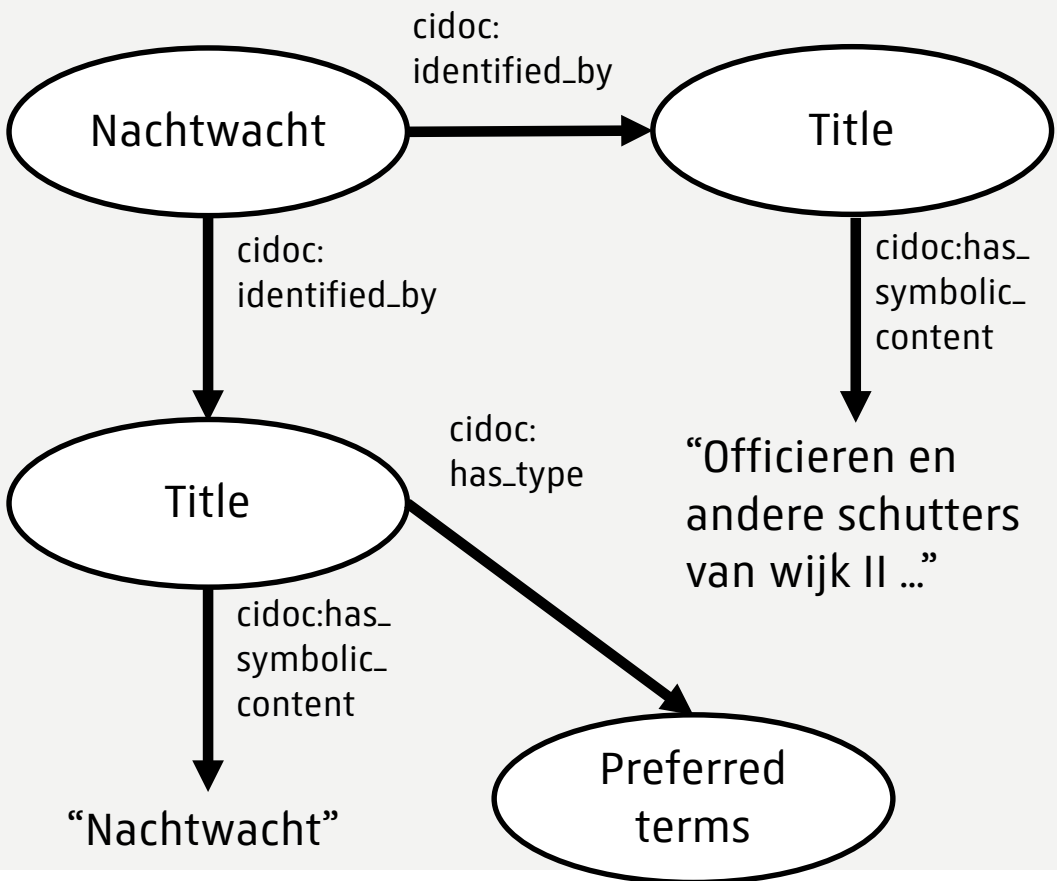 cidoc:
identified_by
Nachtwacht
Title
cidoc:
identified_by
cidoc:has_
symbolic_
content
cidoc:
has_type
“Officieren en
andere schutters
van wijk II ...”
Title
cidoc:has_
symbolic_
content
Preferred
terms
“Nachtwacht”